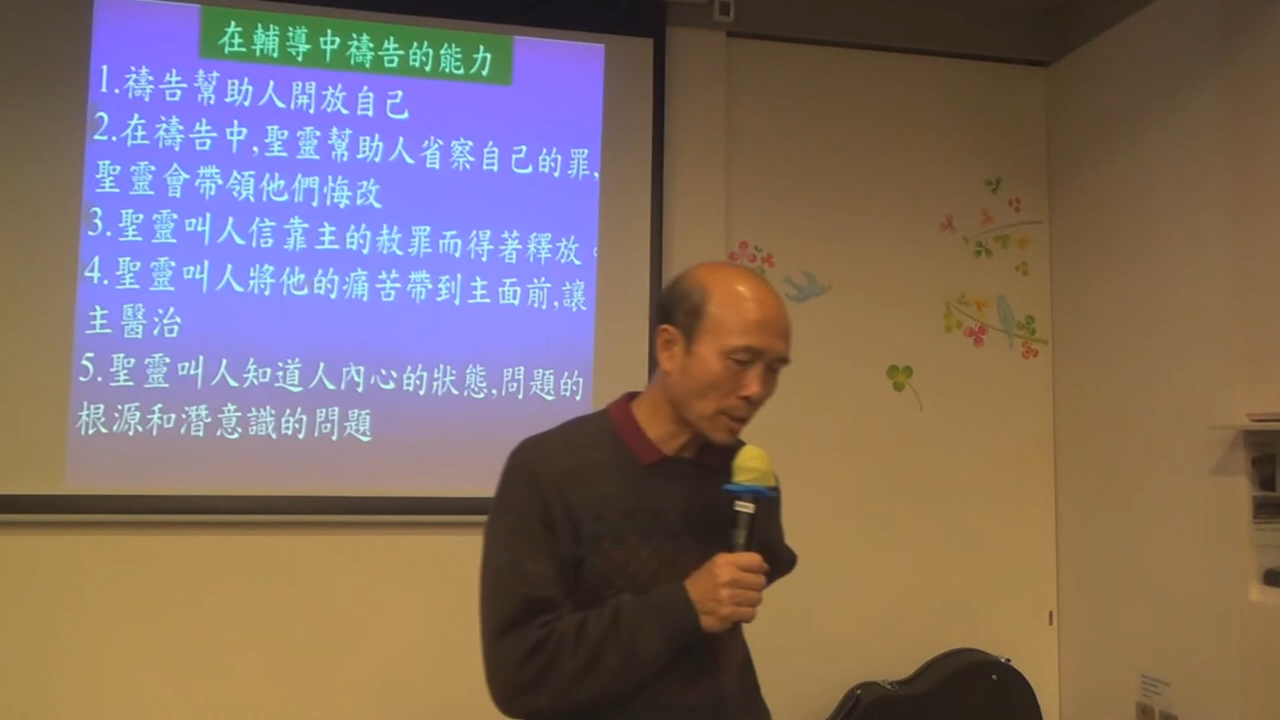 在輔導中禱告的能力
1.禱告幫助人開放自己
2.在禱告中,聖靈幫助人省察自己的罪,
聖靈會帶領他們悔改
3.聖靈叫人信靠主的赦罪而得著釋放。
4.聖靈叫人將他的痛苦帶到主面前,讓
主醫治
5.聖靈叫人知道人內心的狀態,問題的
根源和潛意識的問題